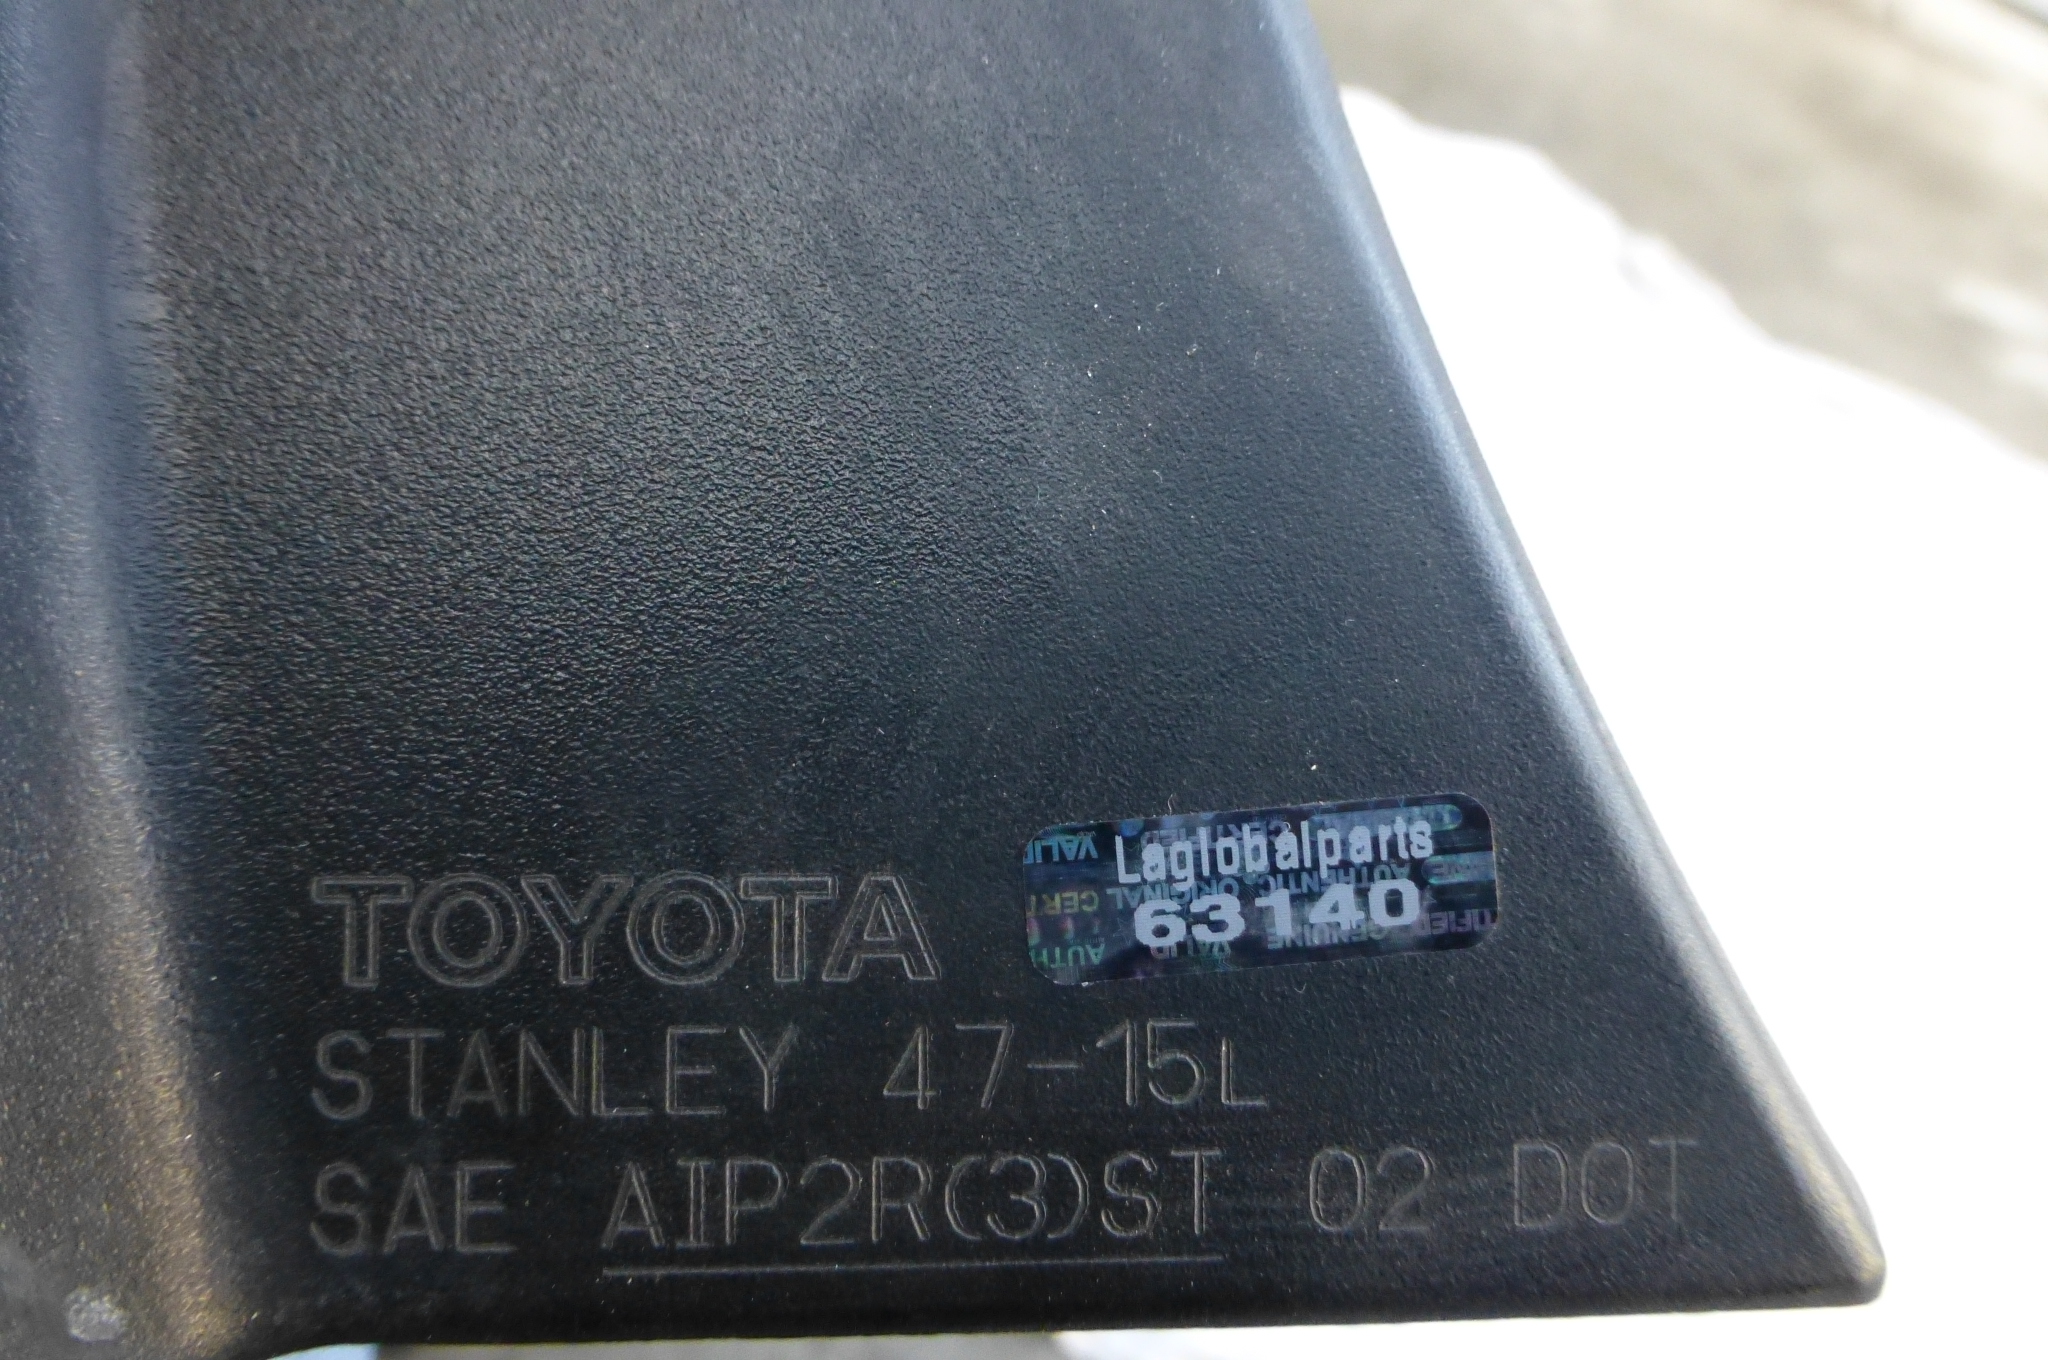 Laglobalparts
63140
TOYOTA
STANLEY 47-15L
SAE AIP2R(3)ST 02 DOT